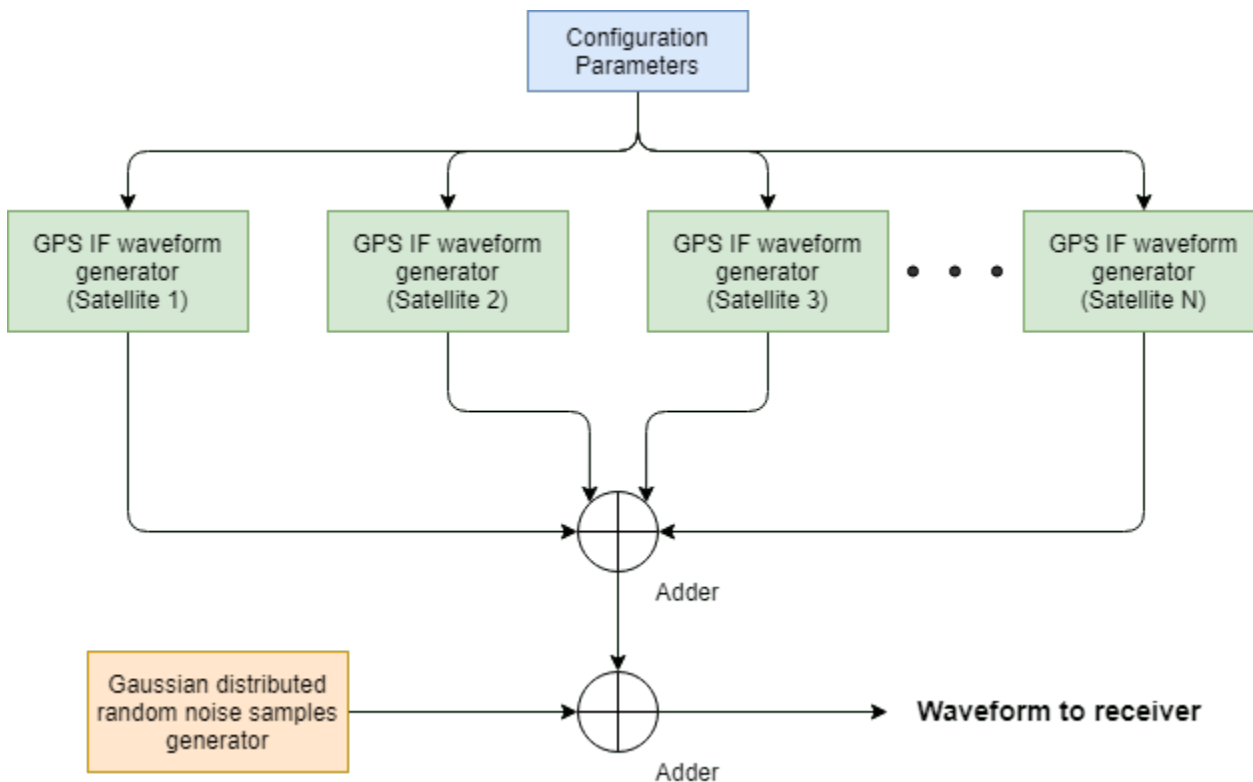 Configuration
Parameters
GPS IF waveform
generator
(Satellite 1)
GPS IF waveform
generator
(Satellite 2)
GPS IF waveform
generator
(Satellite 3)
GPS IF waveform
generator
(Satellite N)
Adder
Gaussian distributed
random noise samples
generator
Waveform to receiver
Adder